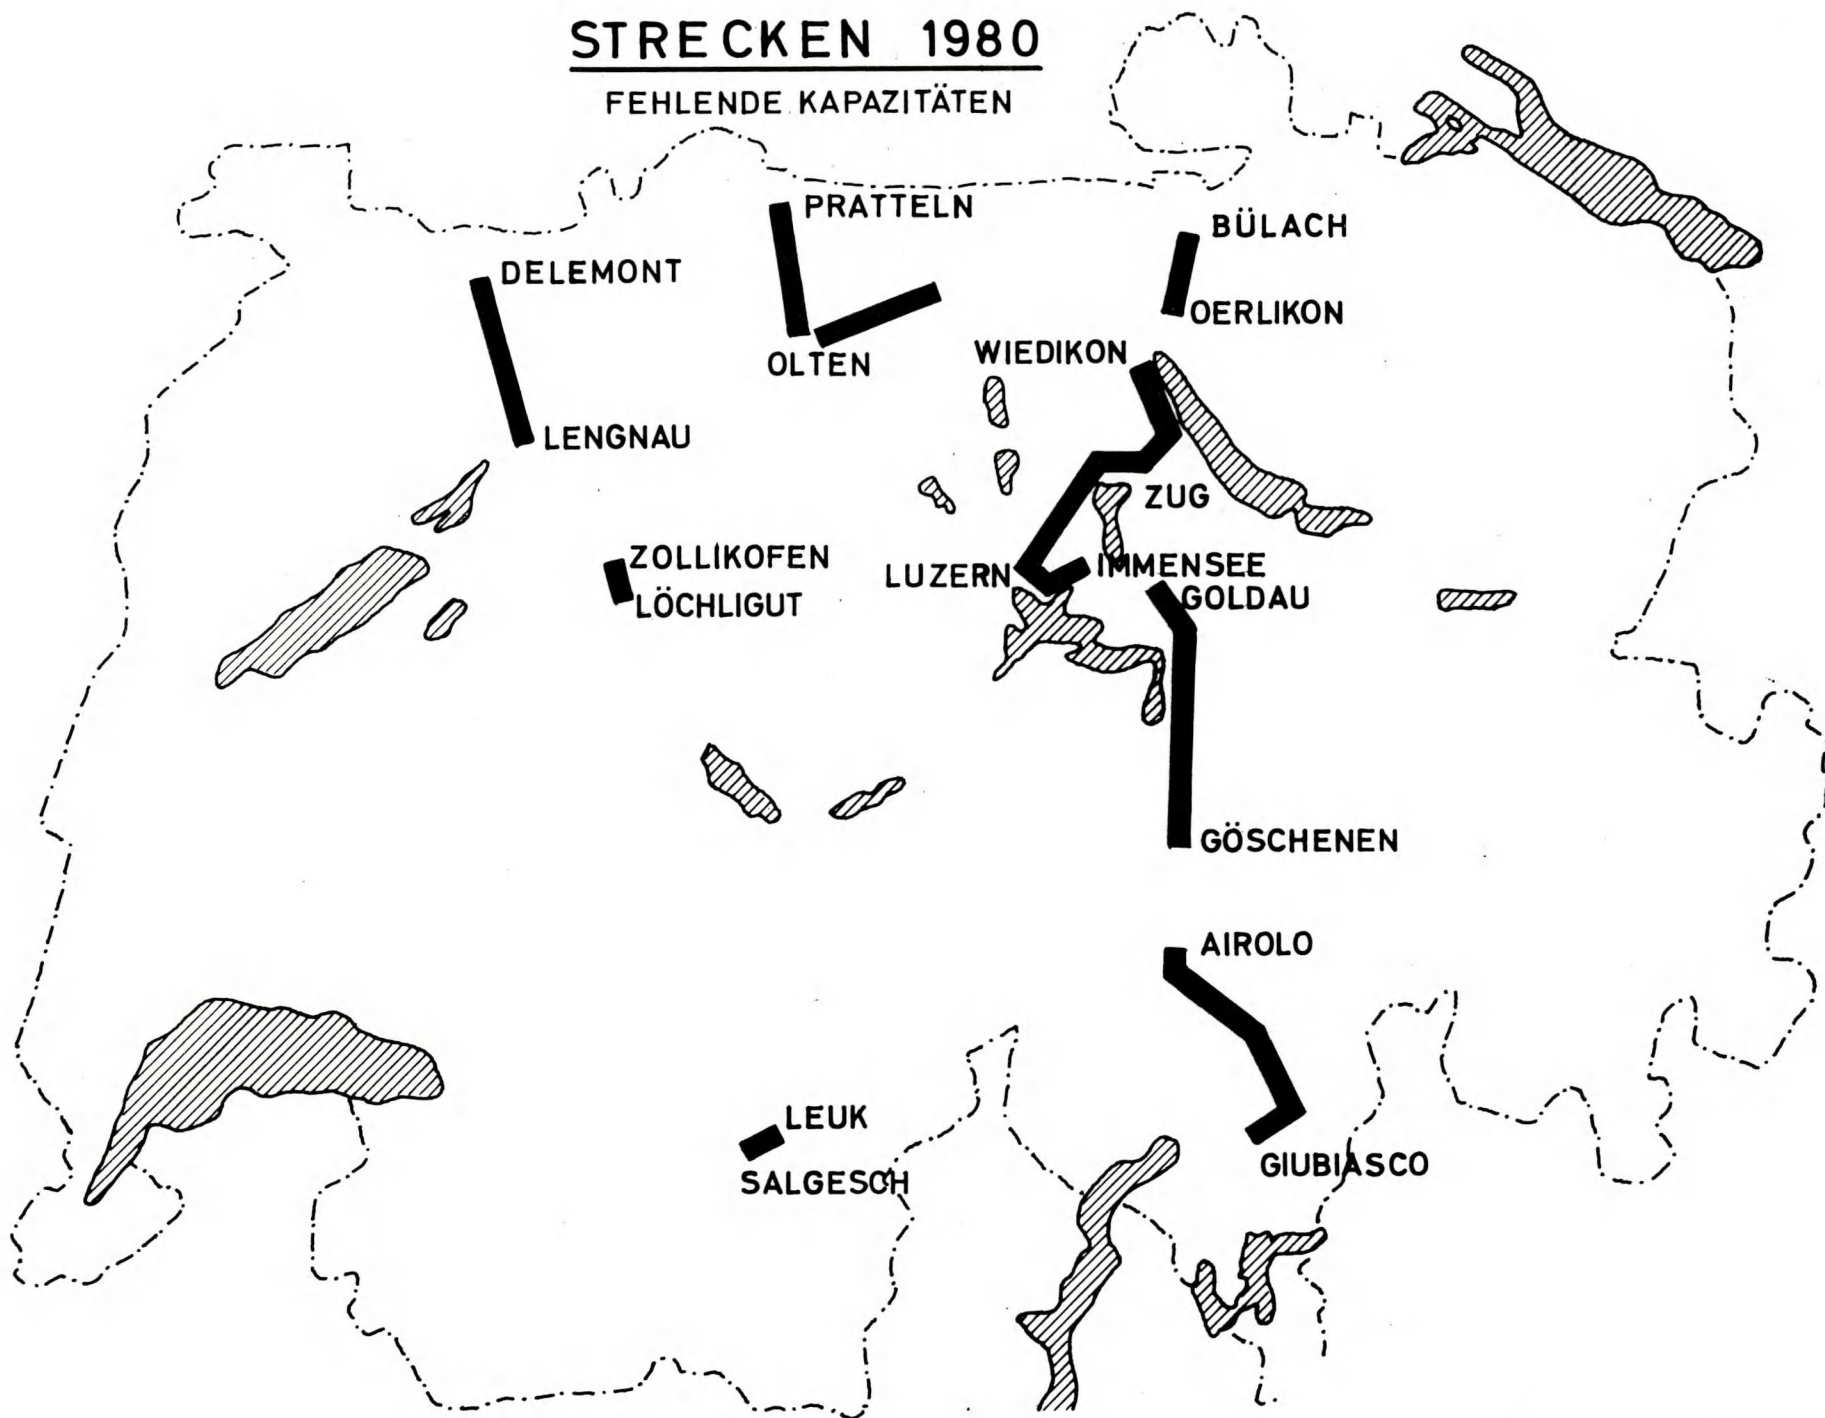 STRECKEN 1980
FEHLENDE KAPAZITÄTEN
PRATTELN
BÜLACH
DELEMONT
OERLIKON
WIEDIKON
OLTEN
LENGNAU
ZUG
ZOLLIKOFEN
IMMENSEE
LUZERN
GOLDAU
LÖCHLIGUT
GÖSCHENEN
AIROLO
LEUK
GIUBIASCO
SALGESCH